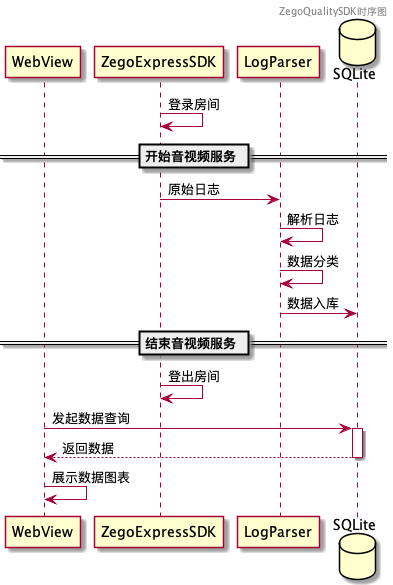 ZegoQualitySDK时序图
WebView
ZegoExpressSDK
LogParser
SQLite
登录房间
开始音视频服务
原始日志
解析日志
数据分类
数据入库
结束音视频服务
登出房间
发起数据查询
返回数据
展示数据图表
WebView
ZegoExpressSDK
LogParser
SQLite